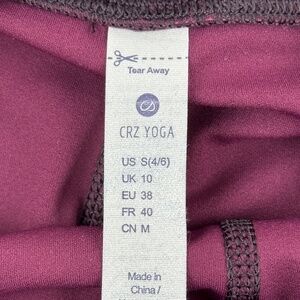 Tear Away
CRZ YOGA
US S(4/6)
UK 10
EU 38
FR 40
CN M
Made in
China /